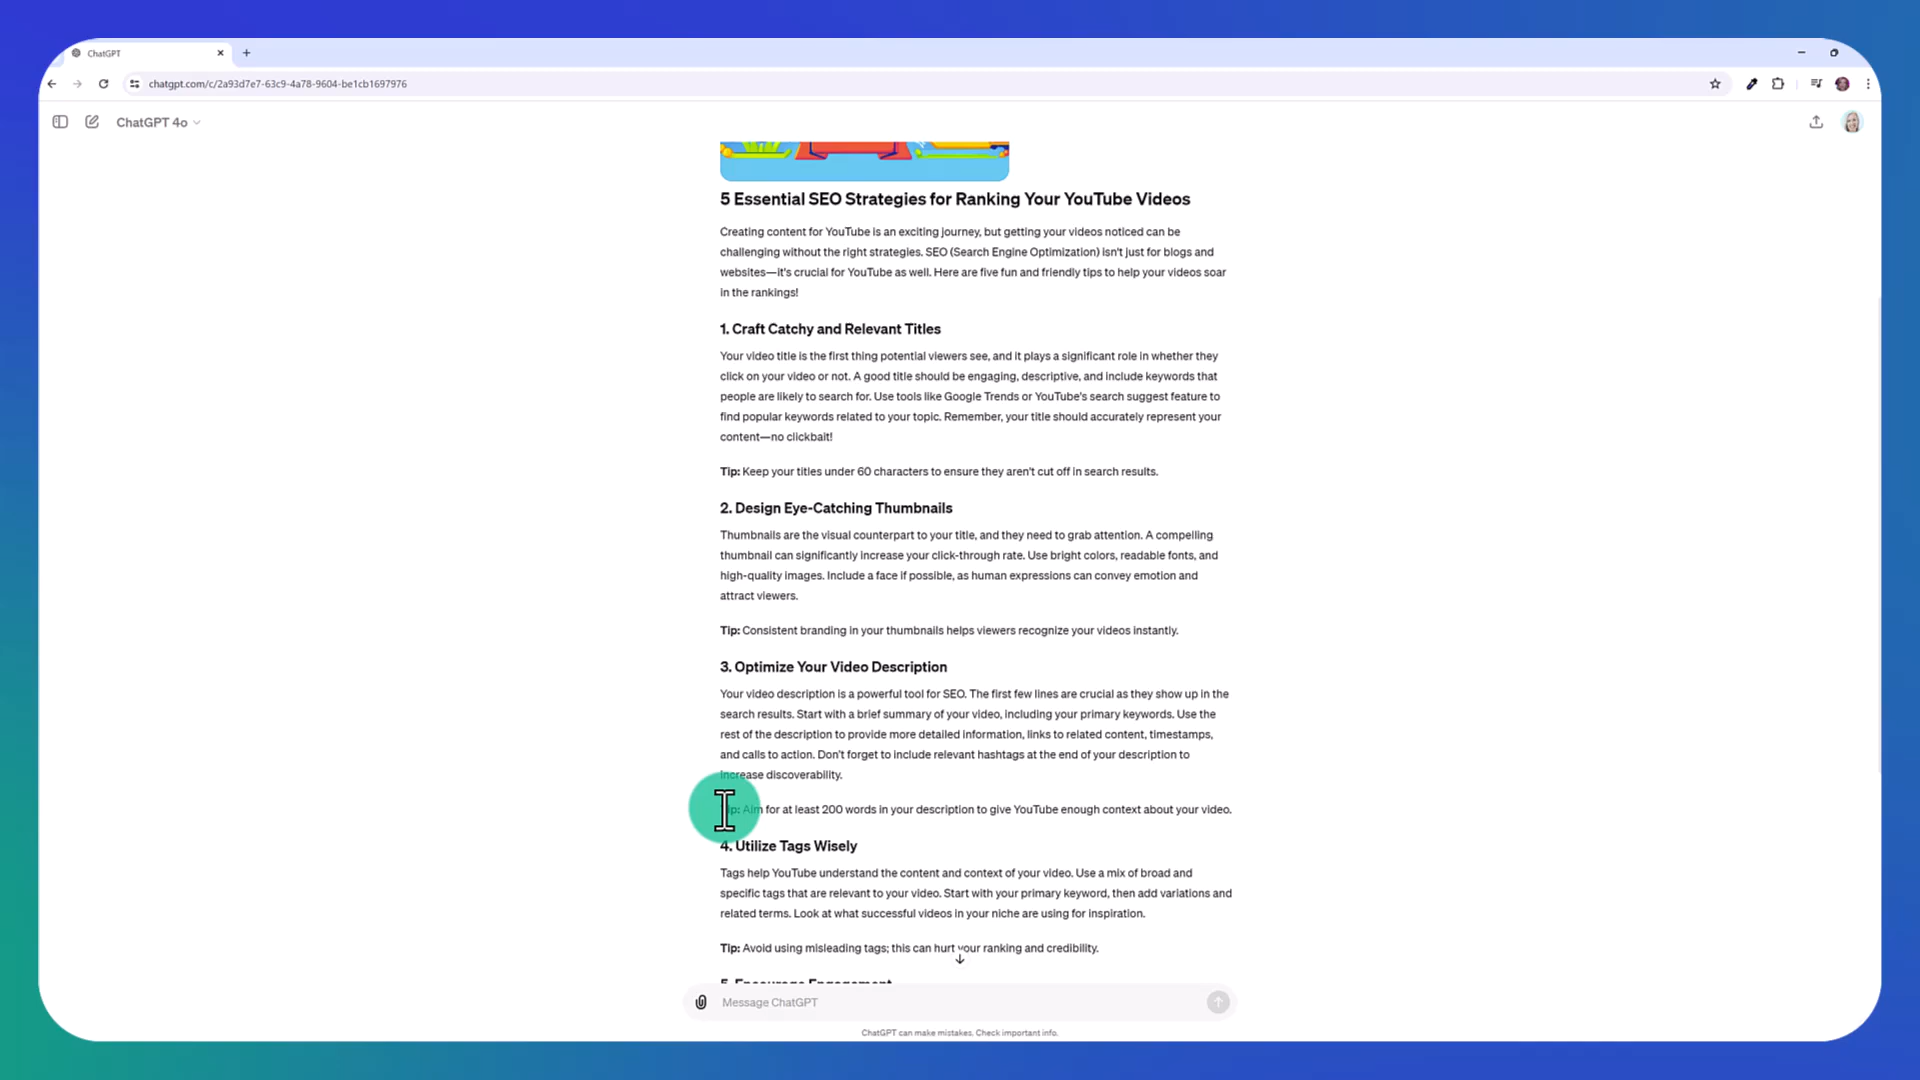 ChatGPT
chatgpt.com/c/2a93d7e7-63c9-4a78-9604-be1cb1697976
ChatGPT 4o
5 Essential SEO Strategies for Ranking Your YouTube Videos
Creating content for YouTube is an exciting journey, but getting your videos noticed can be
challenging without the right strategies. SEO (Search Engine Optimization) isn't just for blogs and
websites—it's crucial for YouTube as well. Here are five fun and friendly tips to help your videos soar
in the rankings!
1. Craft Catchy and Relevant Titles
Your video title is the first thing potential viewers see, and it plays a significant role in whether they
click on your video or not. A good title should be engaging, descriptive, and include keywords that
people are likely to search for. Use tools like Google Trends or YouTube's search suggest feature to
find popular keywords related to your topic. Remember, your title should accurately represent your
content—no clickbait!
Tip: Keep your titles under 60 characters to ensure they aren't cut off in search results.
2. Design Eye-Catching Thumbnails
Thumbnails are the visual counterpart to your title, and they need to grab attention. A compelling
thumbnail can significantly increase your click-through rate. Use bright colors, readable fonts, and
high-quality images. Include a face if possible, as human expressions can convey emotion and
attract viewers.
Tip: Consistent branding in your thumbnails helps viewers recognize your videos instantly.
3. Optimize Your Video Description
Your video description is a powerful tool for SEO. The first few lines are crucial as they show up in the
search results. Start with a brief summary of your video, including your primary keywords. Use the
rest of the description to provide more detailed information, links to related content, timestamps,
and calls to action. Don't forget to include relevant hashtags at the end of your description to
increase discoverability.
Tip: Aim for at least 200 words in your description to give YouTube enough context about your video.
4. Utilize Tags Wisely
Tags help YouTube understand the content and context of your video. Use a mix of broad and
specific tags that are relevant to your video. Start with your primary keyword, then add variations and
related terms. Look at what successful videos in your niche are using for inspiration.
Tip: Avoid using misleading tags; this can hurt your ranking and credibility.
5. Encourage Engagement
Message ChatGPT
ChatGPT can make mistakes. Check important info.